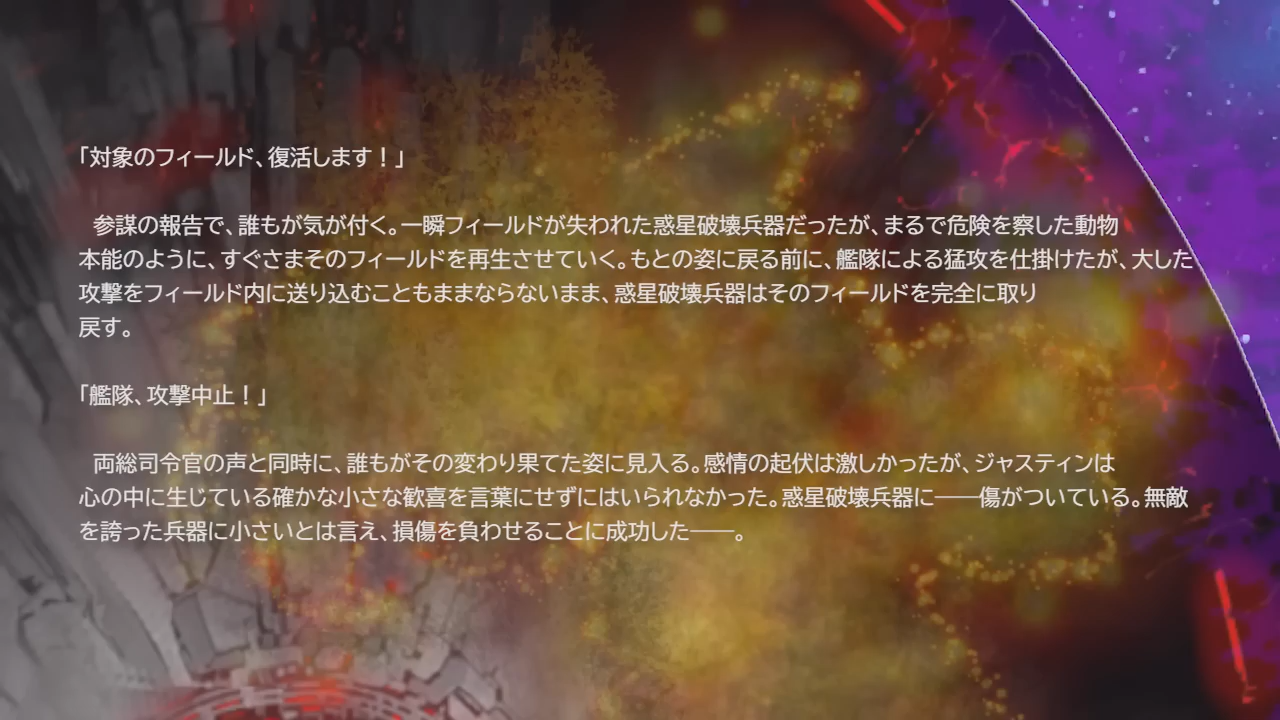 「対象のフィールド、復活します！」
参謀の報告で、誰もが気が付く。一瞬フィールドが失われた惑星破壊兵器だったが、まるで危険を察した動物
本能のように、すぐさまそのフィールドを再生させていく。もとの姿に戻る前に、艦隊による猛攻を仕掛けたが、大した
攻撃をフィールド内に送り込むこともままならないまま、惑星破壊兵器はそのフィールドを完全に取り
戻す。
「艦隊、攻撃中止！」
両総司令官の声と同時に、誰もがその変わり果てた姿に見入る。感情の起伏は激しかったが、ジャスティンは
心の中に生じている確かな小さな歓喜を言葉にせずにはいられなかった。惑星破壊兵器に――傷がついている。無敵
を誇った兵器に小さいとは言え、損傷を負わせることに成功した――。